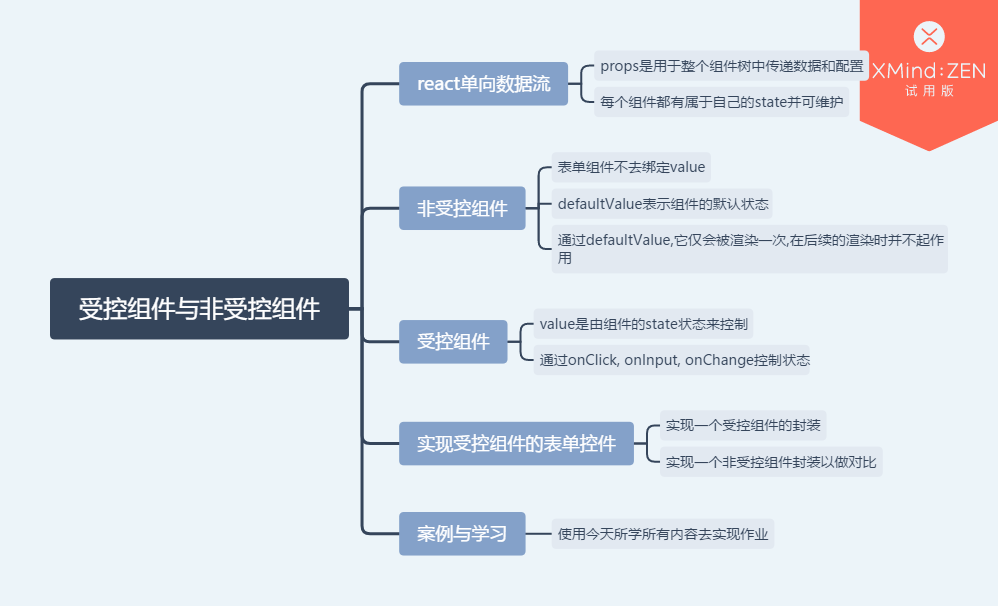 XMind:ZEN
试用版
受控组件与非受控组件
react单向数据流
props是用于整个组件树中传递数据和配置
每个组件都有属于自己的state并可维护
非受控组件
表单组件不去绑定value
defaultValue表示组件的默认状态
通过defaultValue,它仅会被渲染一次,在后续的渲染时并不起作
用
受控组件
value是由组件的state状态来控制
通过onClick, onInput, onChange控制状态
实现受控组件的表单控件
实现一个受控组件的封装
实现一个非受控组件封装以做对比
案例与学习
使用今天所学所有内容去实现作业